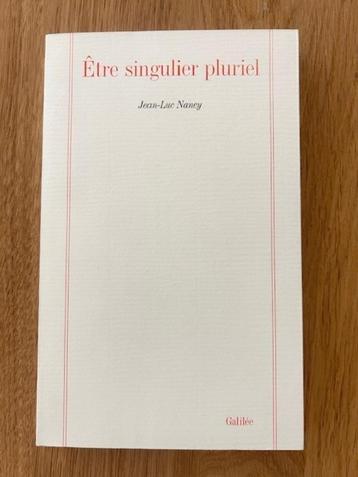 Être singulier pluriel
Jean-Luc Nancy
Galilée